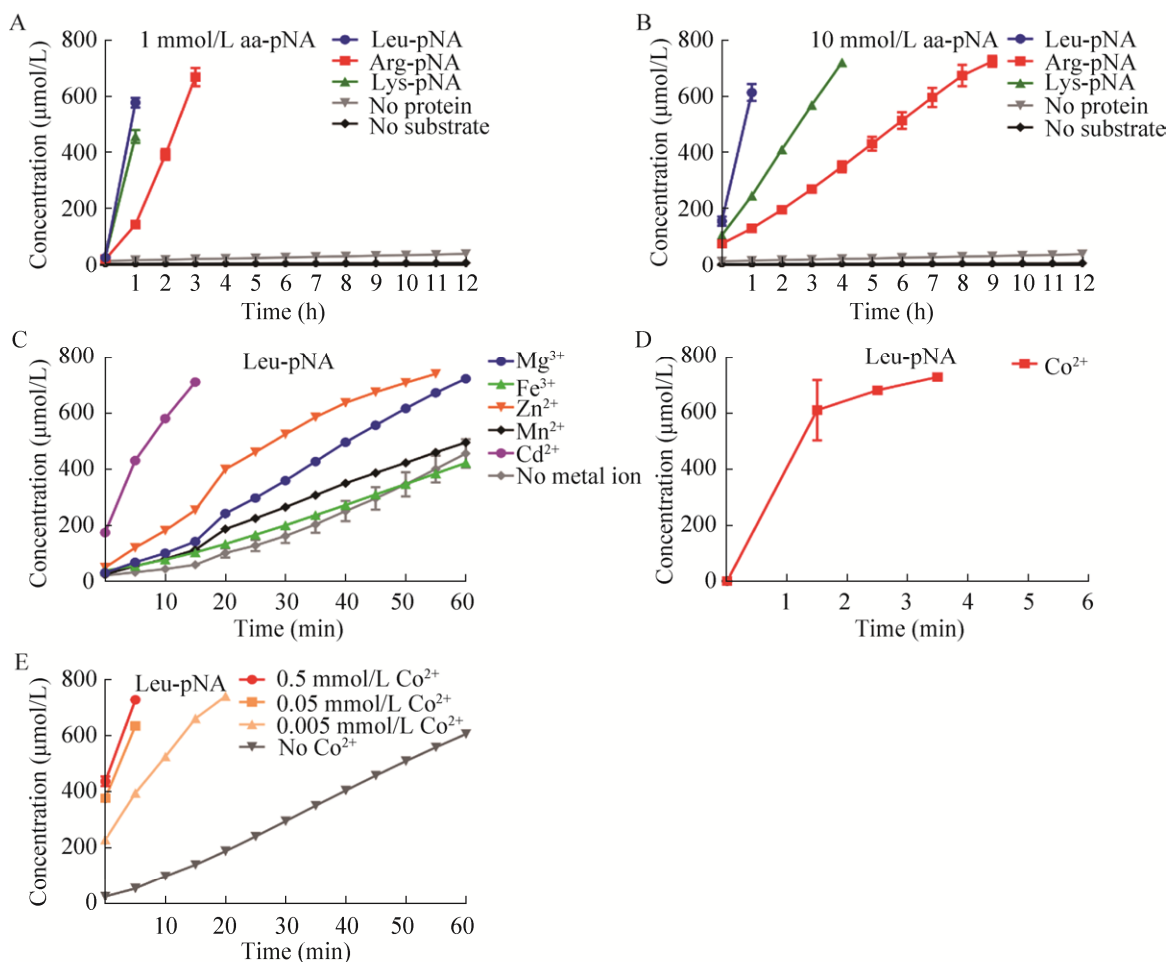 A
1 mmol/L aa-pNA
Leu-pNA
Arg-pNA
Lys-pNA
No protein
No substrate
Concentration (μmol/L)
800
600
400
200
0
1 2 3 4 5 6 7 8 9 10 11 12
Time (h)
B
10 mmol/L aa-pNA
Leu-pNA
Arg-pNA
Lys-pNA
No protein
No substrate
Concentration (μmol/L)
800
600
400
200
0
1 2 3 4 5 6 7 8 9 10 11 12
Time (h)
C
Leu-pNA
Mg³⁺
Fe³⁺
Zn²⁺
Mn²⁺
Cd²⁺
No metal ion
Concentration (μmol/L)
800
600
400
200
0
10 20 30 40 50 60
Time (min)
D
Leu-pNA
Co²⁺
Concentration (μmol/L)
800
600
400
200
0
1 2 3 4 5 6
Time (min)
E
Leu-pNA
0.5 mmol/L Co²⁺
0.05 mmol/L Co²⁺
0.005 mmol/L Co²⁺
No Co²⁺
Concentration (μmol/L)
800
600
400
200
0
10 20 30 40 50 60
Time (min)